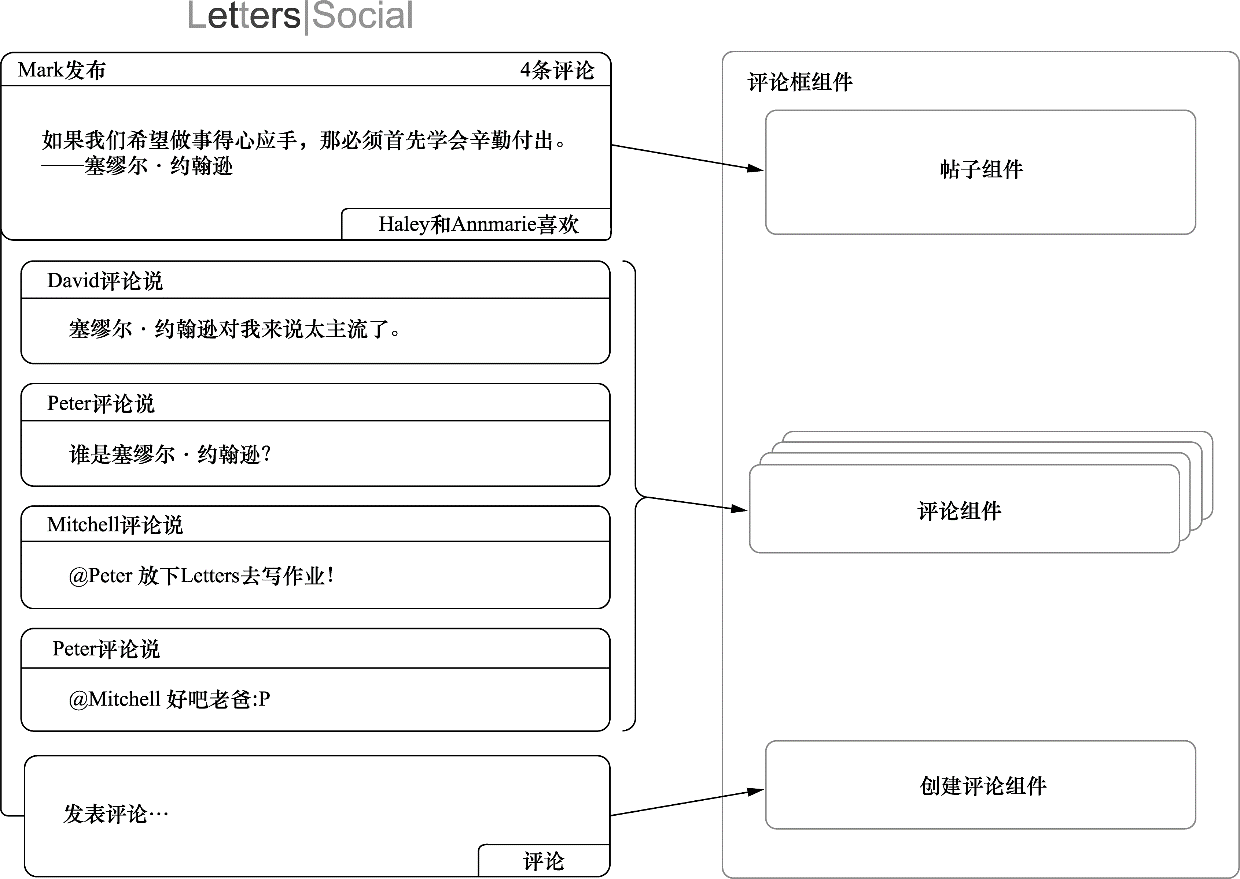 Letters|Social
Mark发布
4条评论
如果我们希望做事得心应手，那必须首先学会辛勤付出。
——塞缪尔·约翰逊
Haley和Annmarie喜欢
David评论说
塞缪尔·约翰逊对我来说太主流了。
Peter评论说
谁是塞缪尔·约翰逊？
Mitchell评论说
@Peter 放下Letters去写作业！
Peter评论说
@Mitchell 好吧老爸:P
发表评论…
评论
评论框组件
帖子组件
评论组件
创建评论组件